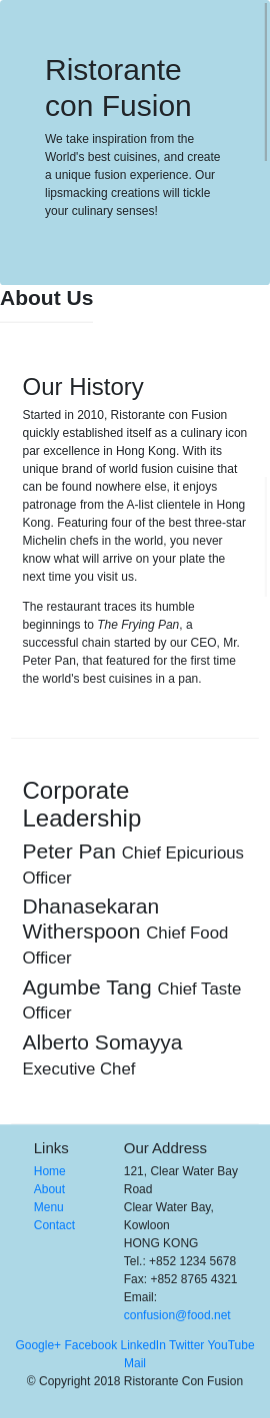 Ristorante
con Fusion
We take inspiration from the
World's best cuisines, and create
a unique fusion experience. Our
lipsmacking creations will tickle
your culinary senses!
About Us
Our History
Started in 2010, Ristorante con Fusion
quickly established itself as a culinary icon
par excellence in Hong Kong. With its
unique brand of world fusion cuisine that
can be found nowhere else, it enjoys
patronage from the A-list clientele in Hong
Kong. Featuring four of the best three-star
Michelin chefs in the world, you never
know what will arrive on your plate the
next time you visit us.
The restaurant traces its humble
beginnings to The Frying Pan, a
successful chain started by our CEO, Mr.
Peter Pan, that featured for the first time
the world's best cuisines in a pan.
Corporate
Leadership
Peter Pan Chief Epicurious
Officer
Dhanasekaran
Witherspoon Chief Food
Officer
Agumbe Tang Chief Taste
Officer
Alberto Somayya
Executive Chef
Links
Home
About
Menu
Contact
Our Address
121, Clear Water Bay
Road
Clear Water Bay,
Kowloon
HONG KONG
Tel.: +852 1234 5678
Fax: +852 8765 4321
Email:
confusion@food.net
Google+ Facebook LinkedIn Twitter YouTube
Mail
© Copyright 2018 Ristorante Con Fusion